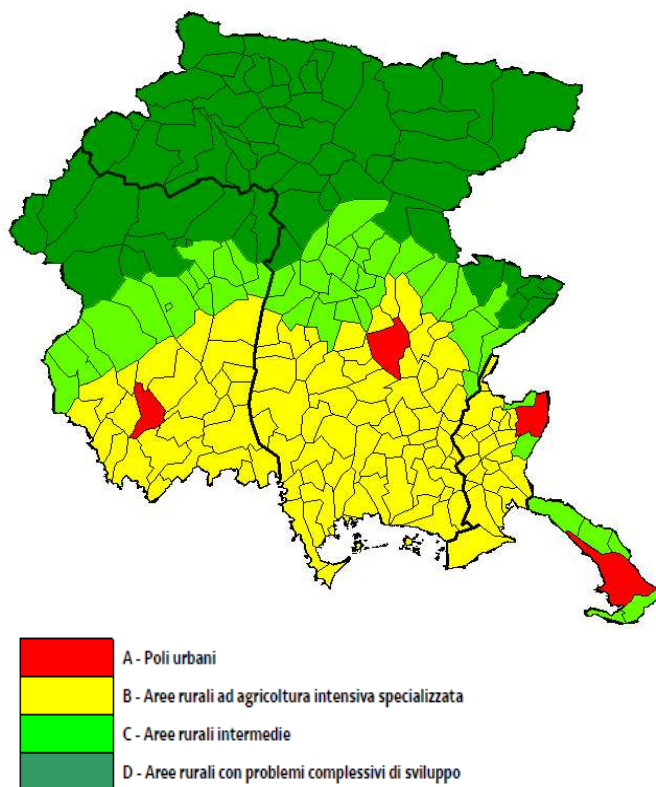 A - Poli urbani
B - Aree rurali ad agricoltura intensiva specializzata
C - Aree rurali intermedie
D - Aree rurali con problemi complessivi di sviluppo